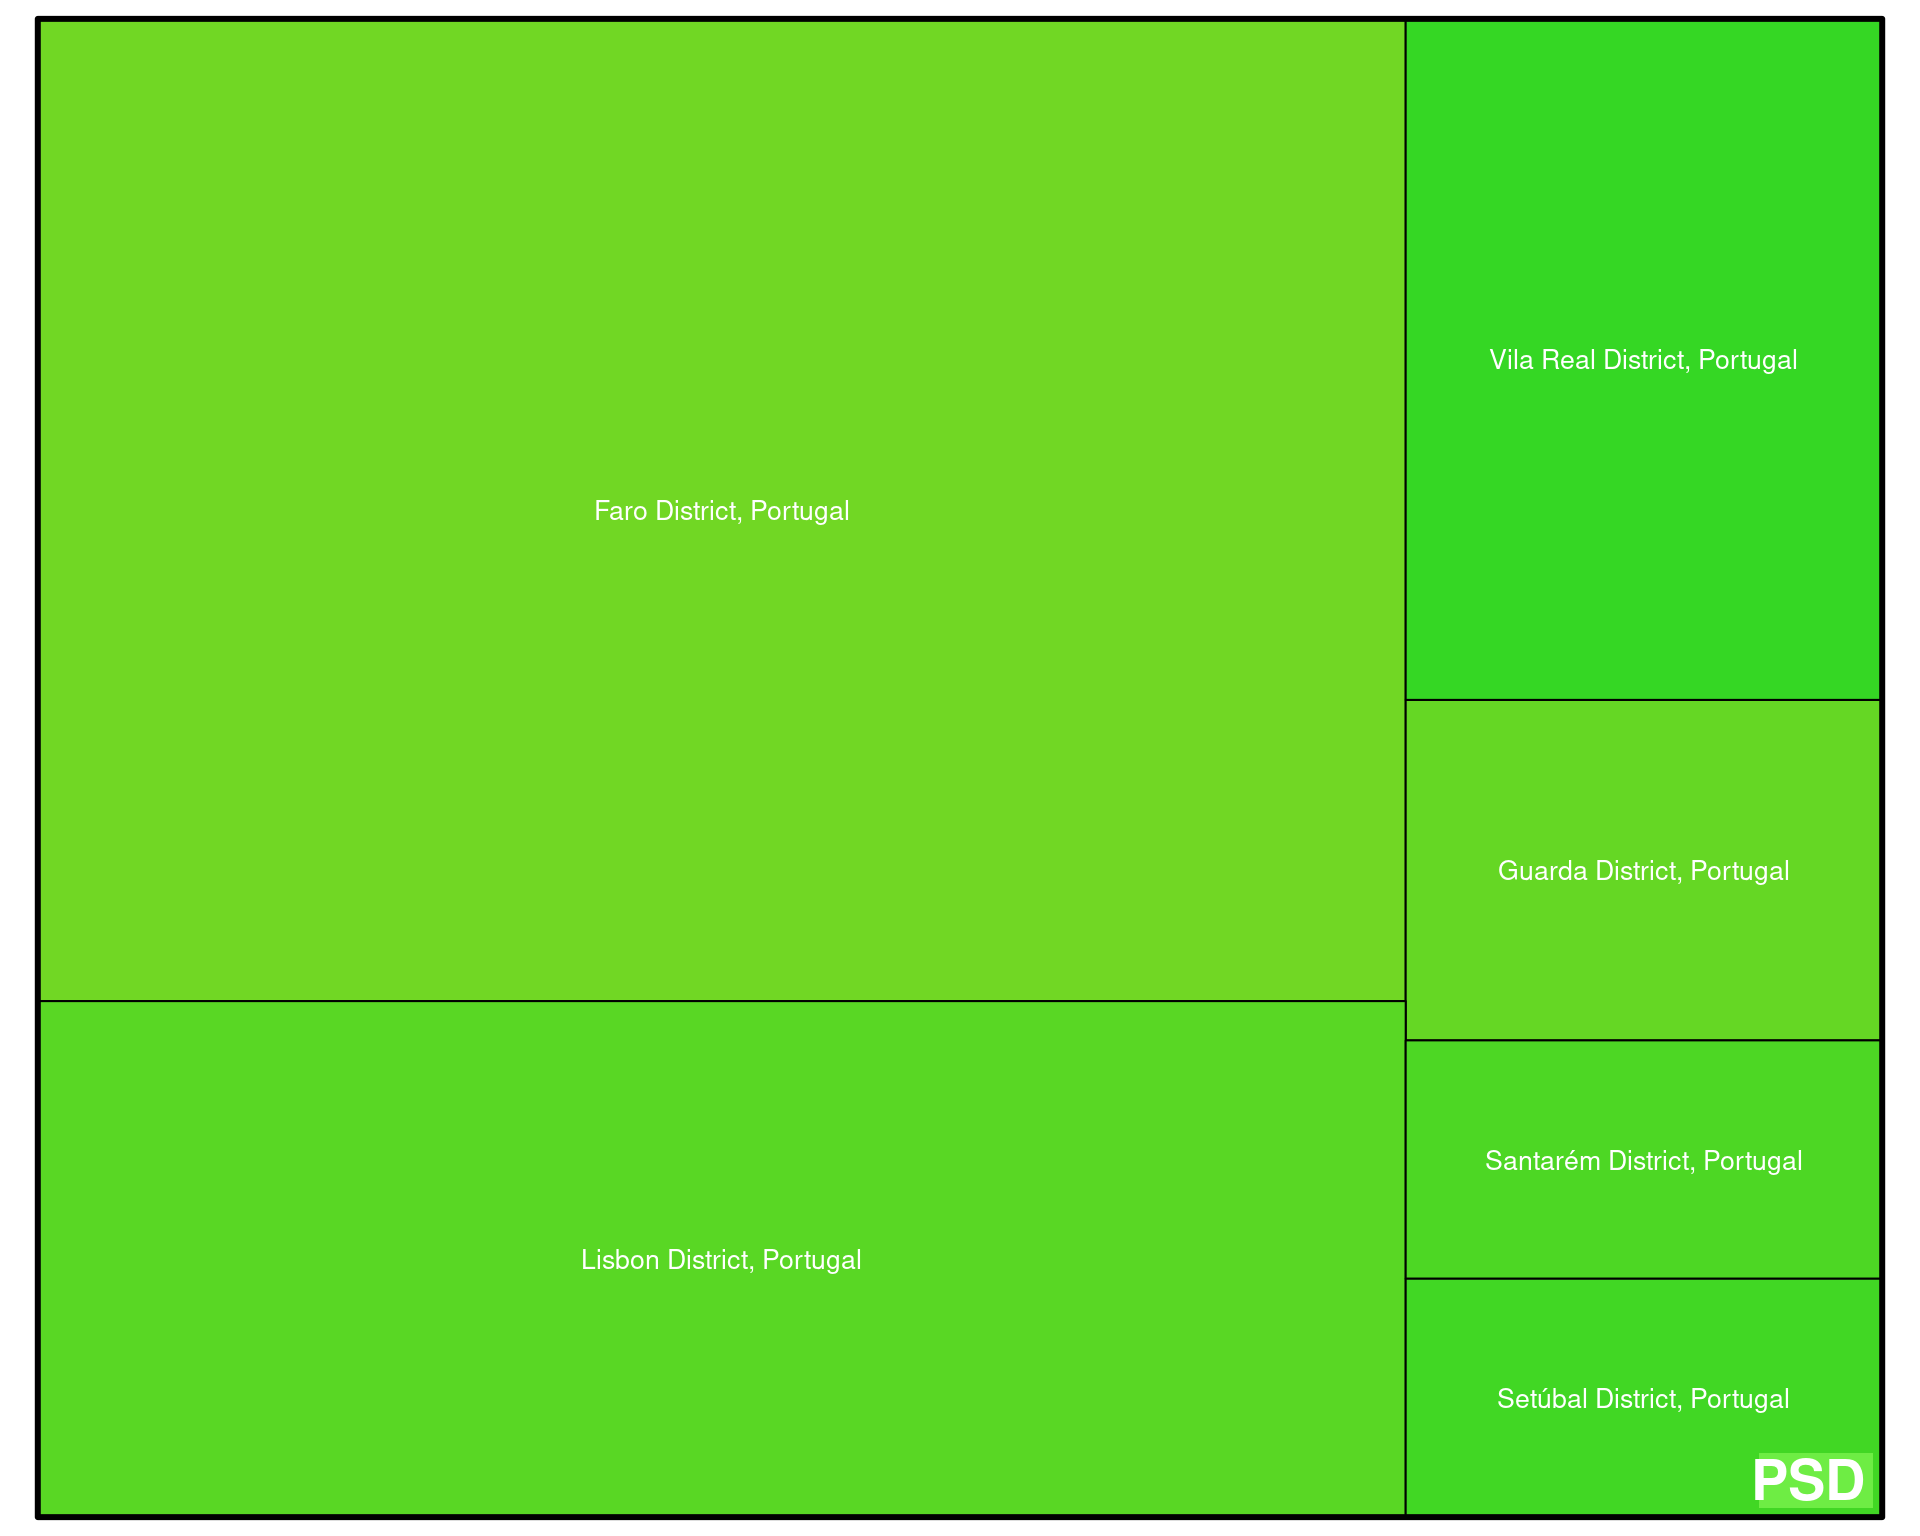 Faro District, Portugal
Lisbon District, Portugal
Vila Real District, Portugal
Guarda District, Portugal
Santarém District, Portugal
Setúbal District, Portugal
PSD